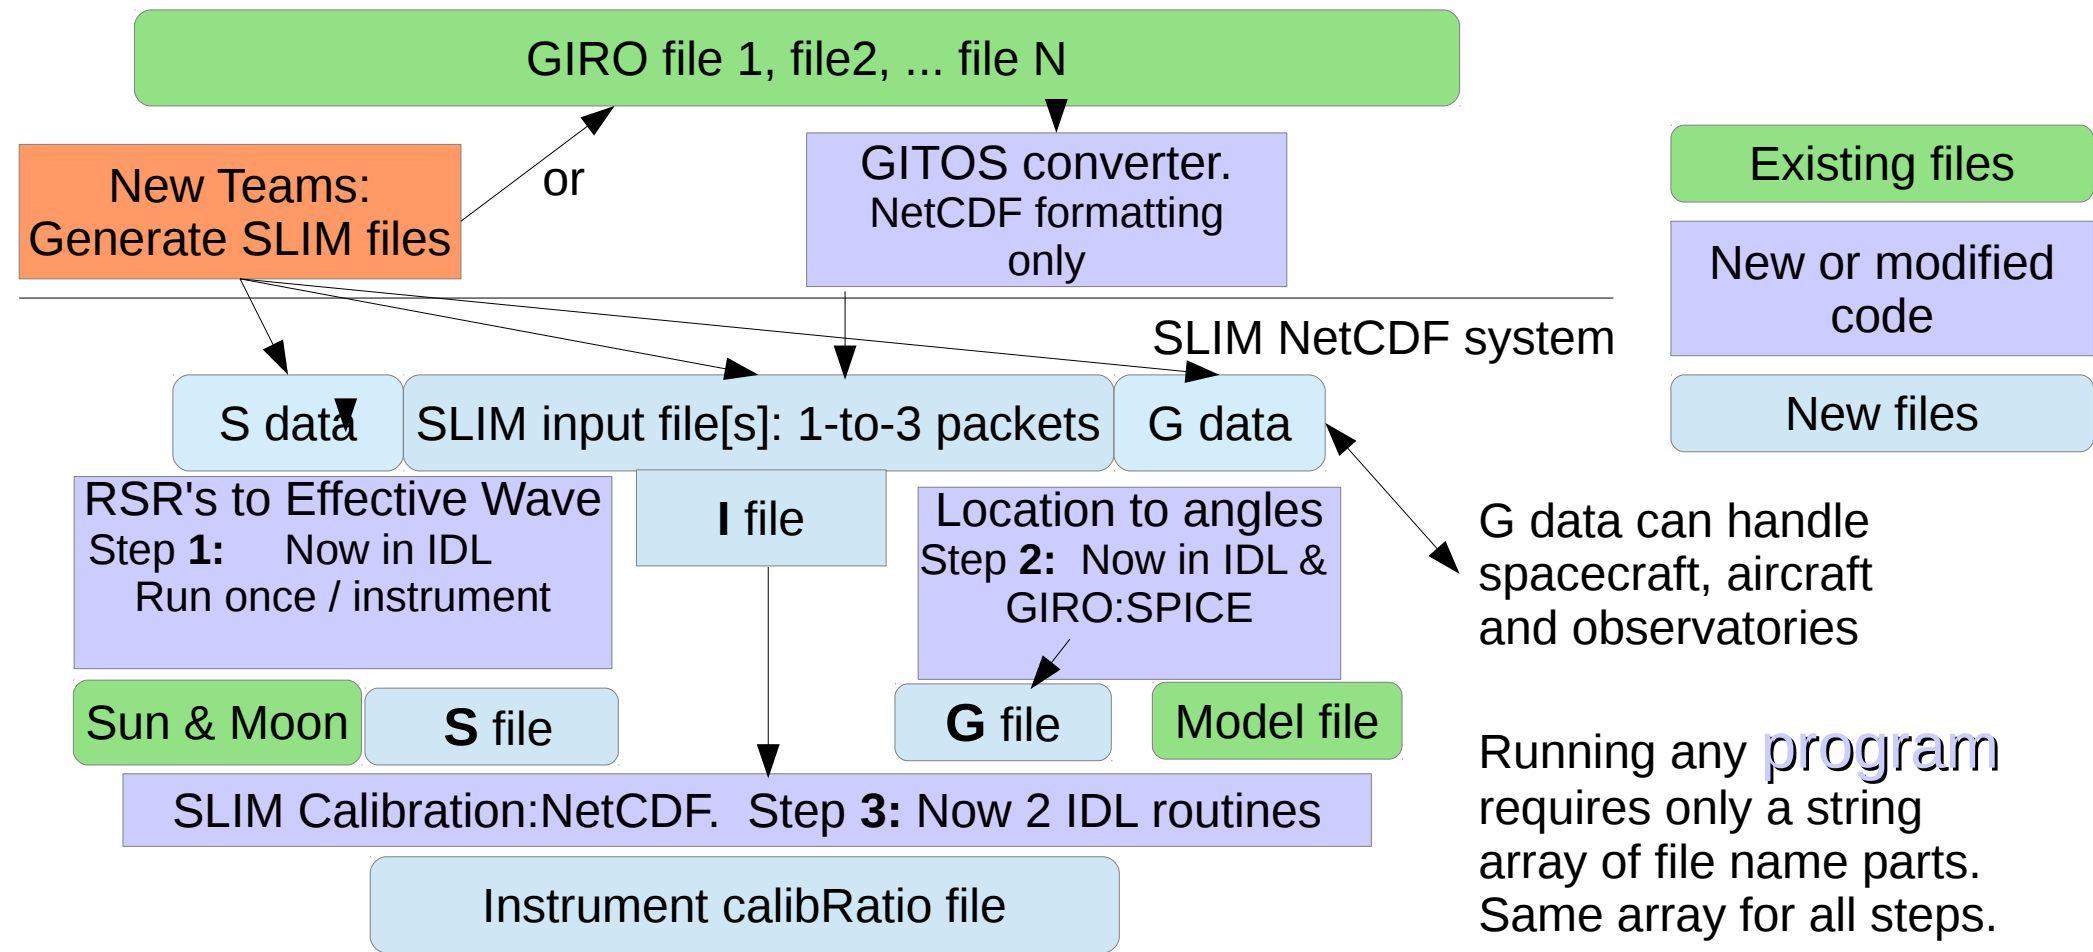 GIRO file 1, file2, ... file N
New Teams:
Generate SLIM files
or
GITOS converter.
NetCDF formatting
only
Existing files
New or modified
code
New files
SLIM NetCDF system
S data
SLIM input file[s]: 1-to-3 packets
G data
RSR's to Effective Wave
Step 1: Now in IDL
Run once / instrument
I file
Location to angles
Step 2: Now in IDL &
GIRO:SPICE
G data can handle
spacecraft, aircraft
and observatories
Sun & Moon
S file
G file
Model file
SLIM Calibration:NetCDF. Step 3: Now 2 IDL routines
Instrument calibRatio file
Running any program
requires only a string
array of file name parts.
Same array for all steps.